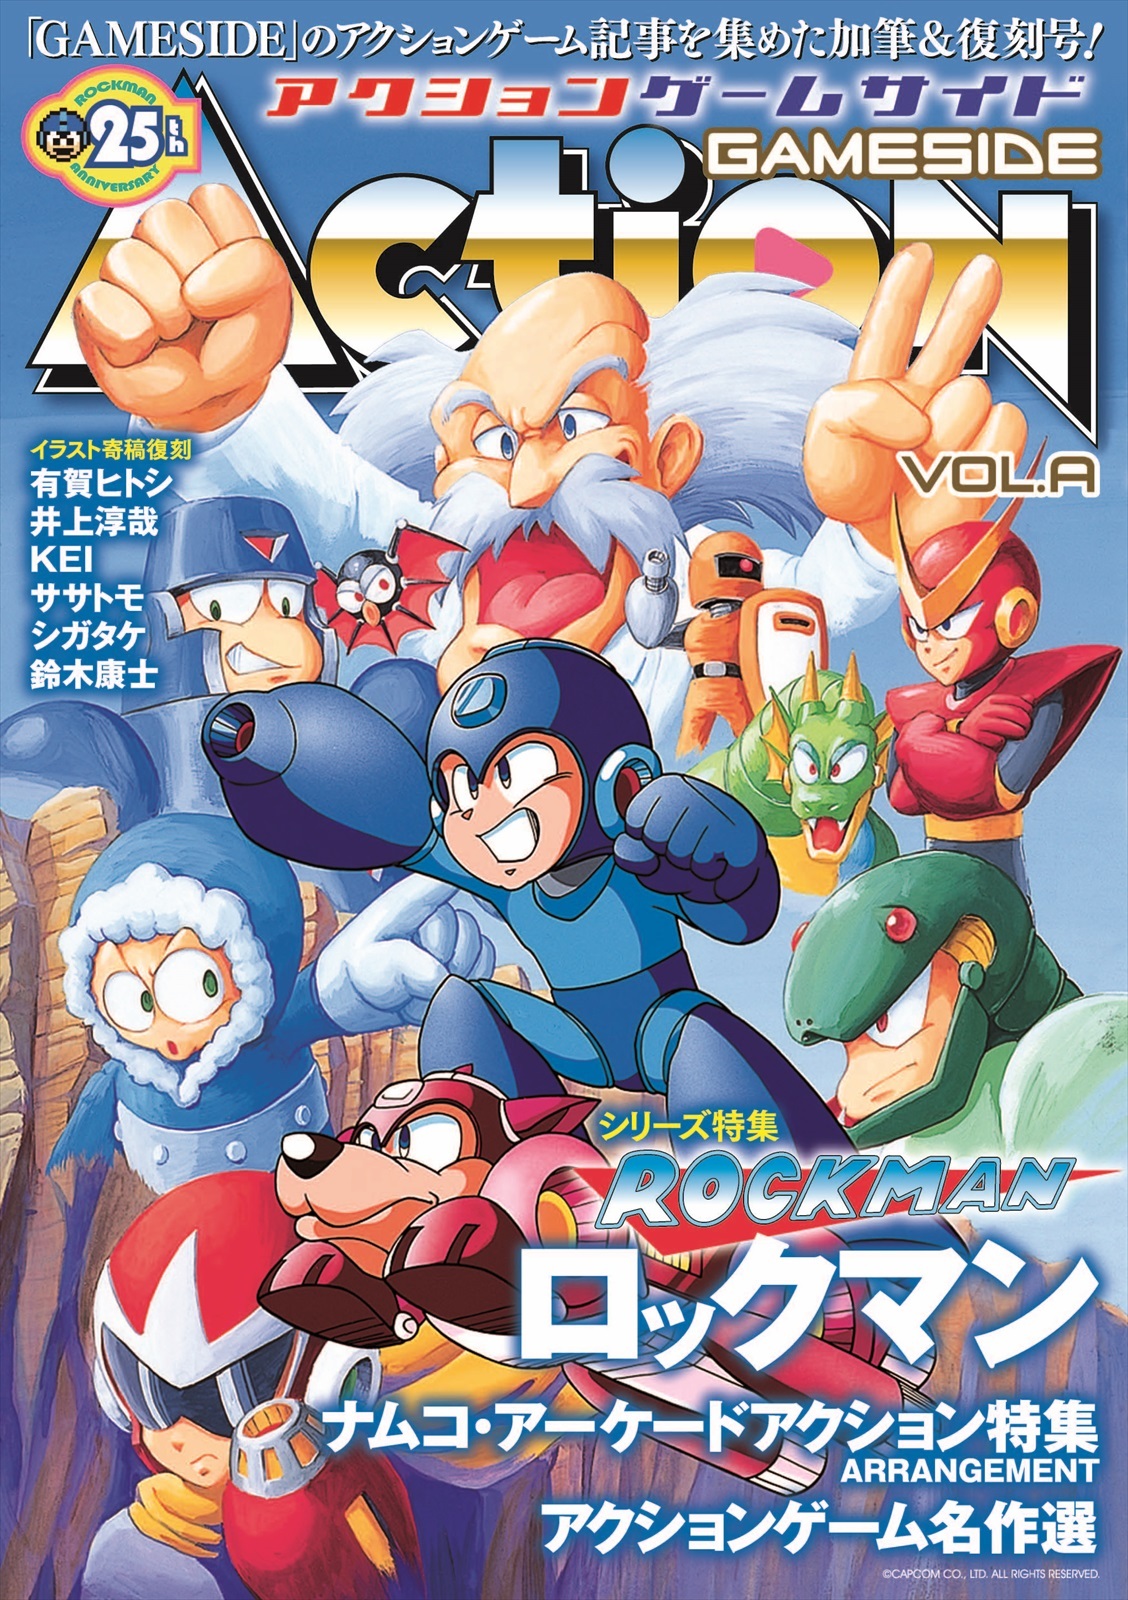 「GAMESIDE」のアクションゲーム記事を集めた加筆&復刻号!
アクションゲームサイド
ROCKMAN
25th
ANNIVERSARY
GAMESIDE
Action
VOL.A
イラスト寄稿復刻
有賀ヒトシ
井上淳哉
KEI
ササトモ
シガタケ
鈴木康士
シリーズ特集
ROCKMAN
ロックマン
ナムコ・アーケードアクション特集
ARRANGEMENT
アクションゲーム名作選
©CAPCOM CO., LTD. ALL RIGHTS RESERVED.